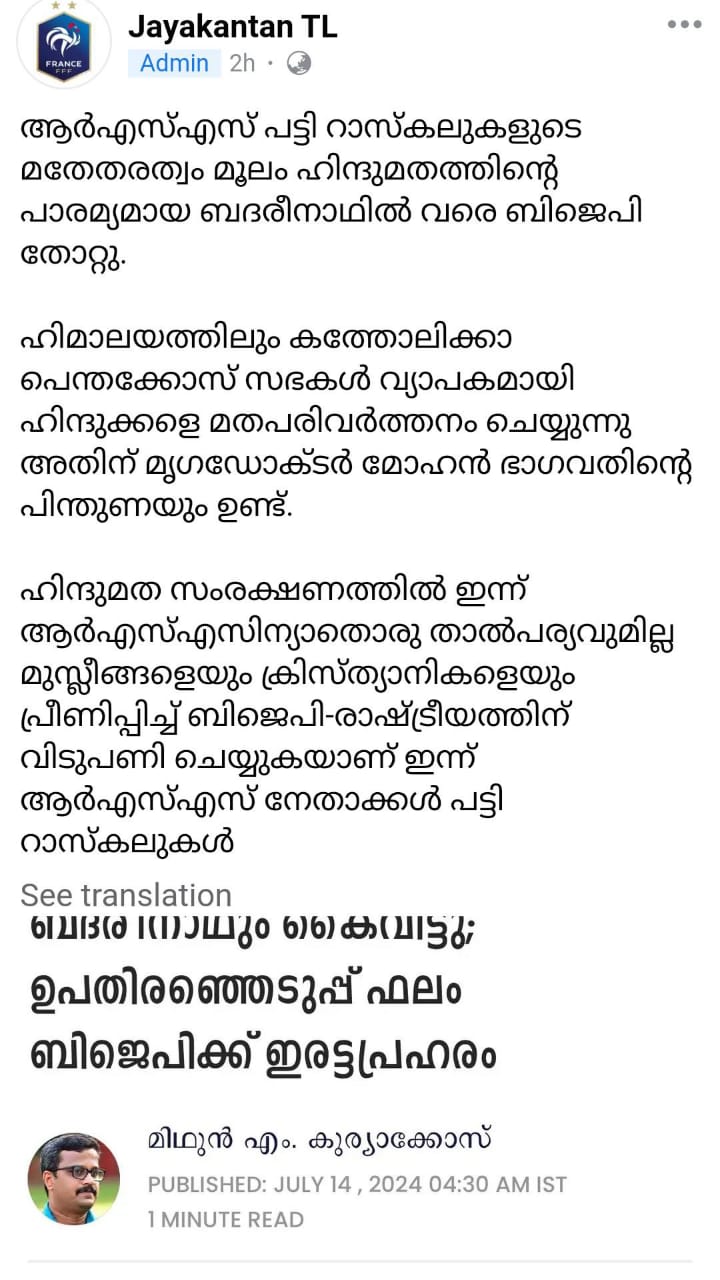 FRANCE
FFF
Jayakantan TL
Admin 2h ·
ആർഎസ്എസ് പട്ടി റാസ്കലുകളുടെ
മതേതരത്വം മൂലം ഹിന്ദുമതത്തിന്റെ
പാരമ്യമായ ബദരീനാഥിൽ വരെ ബിജെപി
തോറ്റു.
ഹിമാലയത്തിലും കത്തോലിക്കാ
പെന്തക്കോസ് സഭകൾ വ്യാപകമായി
ഹിന്ദുക്കളെ മതപരിവർത്തനം ചെയ്യുന്നു
അതിന് മൃഗഡോക്ടർ മോഹൻ ഭാഗവതിന്റെ
പിന്തുണയും ഉണ്ട്.
ഹിന്ദുമത സംരക്ഷണത്തിൽ ഇന്ന്
ആർഎസ്എസിന്യാതൊരു താൽപര്യവുമില്ല
മുസ്ലീങ്ങളെയും ക്രിസ്ത്യാനികളെയും
പ്രീണിപ്പിച്ച് ബിജെപി-രാഷ്ട്രീയത്തിന്
വിടുപണി ചെയ്യുകയാണ് ഇന്ന്
ആർഎസ്എസ് നേതാക്കൾ പട്ടി
റാസ്കലുകൾ
See translation
കൈവിട്ടു;
ഉപതിരഞ്ഞെടുപ്പ് ഫലം
ബിജെപിക്ക് ഇരട്ടപ്രഹരം
മിഥുൻ എം. കുര്യാക്കോസ്
PUBLISHED: JULY 14 , 2024 04:30 AM IST
1 MINUTE READ